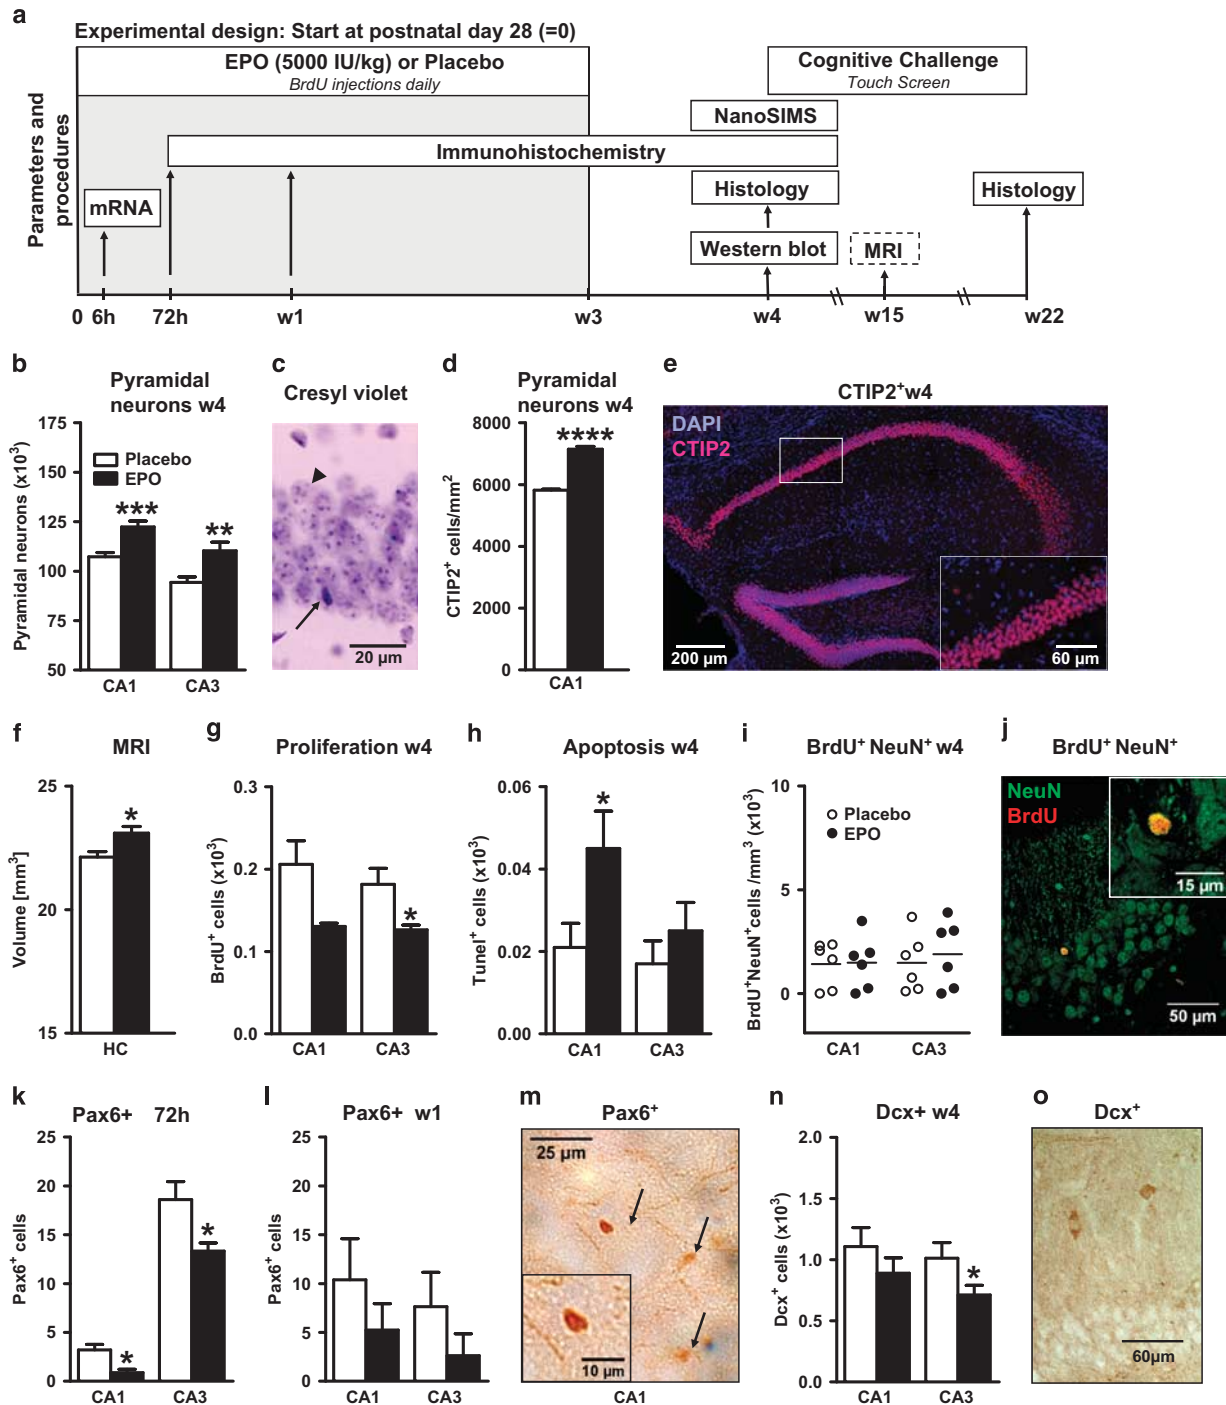 a
Experimental design: Start at postnatal day 28 (=0)
Parameters and
procedures
EPO (5000 IU/kg) or Placebo
BrdU injections daily
Cognitive Challenge
Touch Screen
NanoSIMS
Immunohistochemistry
mRNA
Histology
Histology
Western blot
MRI
0 6h 72h w1 w3 w4 w15 w22
b
Pyramidal
neurons w4
Pyramidal neurons (x10³)
175
150
125
100
75
50
Placebo
EPO
***
**
CA1 CA3
c
Cresyl violet
20 µm
d
Pyramidal
neurons w4
CTIP2⁺ cells/mm²
8000
6000
4000
2000
0
****
CA1
e
CTIP2⁺w4
DAPI
CTIP2
200 µm
60 µm
f
MRI
Volume [mm³]
25
20
15
*
HC
g
Proliferation w4
BrdU⁺ cells (x10³)
0.3
0.2
0.1
0.0
*
CA1 CA3
h
Apoptosis w4
Tunel⁺ cells (x10³)
0.06
0.04
0.02
0.00
*
CA1 CA3
i
BrdU⁺ NeuN⁺ w4
BrdU⁺NeuN⁺cells /mm³ (x10³)
10
5
0
Placebo
EPO
CA1 CA3
j
BrdU⁺ NeuN⁺
NeuN
BrdU
15 µm
50 µm
k
Pax6+ 72h
Pax6⁺ cells
25
20
15
10
5
0
*
*
CA1 CA3
l
Pax6+ w1
Pax6⁺ cells
25
20
15
10
5
0
CA1 CA3
m
Pax6⁺
25 µm
10 µm
CA1
n
Dcx+ w4
Dcx⁺ cells (x10³)
2.0
1.5
1.0
0.5
0.0
*
CA1 CA3
o
Dcx⁺
60µm